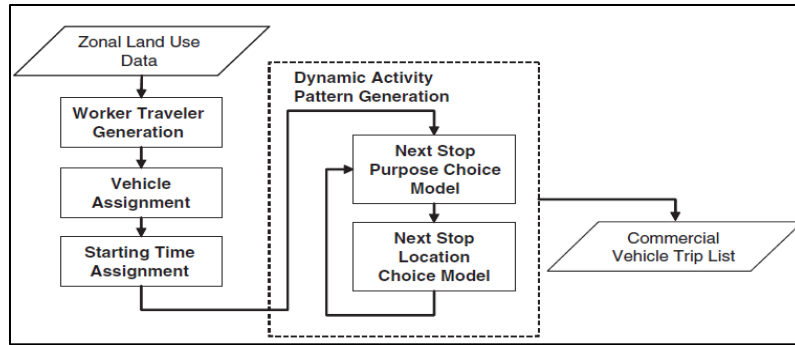 Zonal Land Use
Data
Worker Traveler
Generation
Vehicle
Assignment
Starting Time
Assignment
Dynamic Activity
Pattern Generation
Next Stop
Purpose Choice
Model
Next Stop
Location
Choice Model
Commercial
Vehicle Trip List